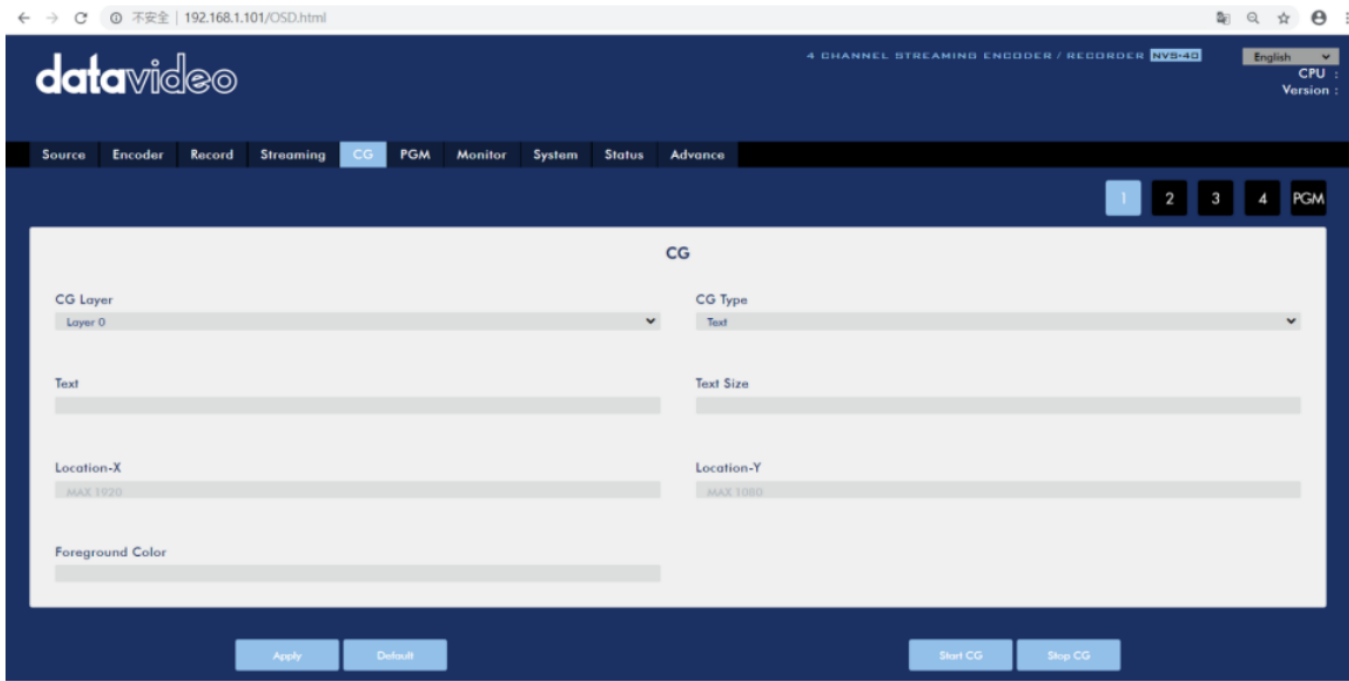 不安全 | 192.168.1.101/OSD.html
datavideo
4 CHANNEL STREAMING ENCODER / RECORDER NVS-40
English
CPU :
Version :
Source Encoder Record Streaming CG PGM Monitor System Status Advance
1 2 3 4 PGM
CG
CG Layer CG Type
Layer 0 Text
Text Text Size
Location-X Location-Y
MAX 1920 MAX 1080
Foreground Color
Apply Default Start CG Stop CG